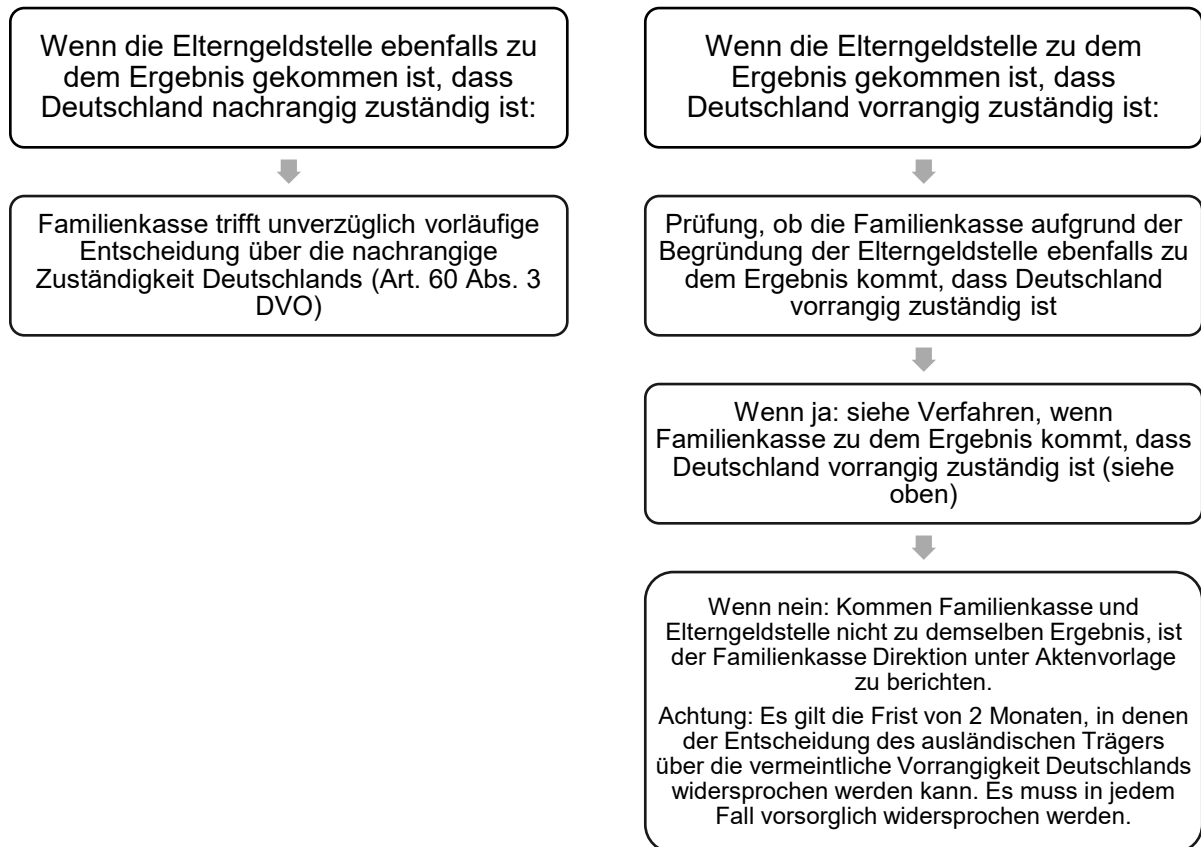 Wenn die Elterngeldstelle ebenfalls zu
dem Ergebnis gekommen ist, dass
Deutschland nachrangig zuständig ist:
Familienkasse trifft unverzüglich vorläufige
Entscheidung über die nachrangige
Zuständigkeit Deutschlands (Art. 60 Abs. 3
DVO)
Wenn die Elterngeldstelle zu dem
Ergebnis gekommen ist, dass
Deutschland vorrangig zuständig ist:
Prüfung, ob die Familienkasse aufgrund der
Begründung der Elterngeldstelle ebenfalls zu
dem Ergebnis kommt, dass Deutschland
vorrangig zuständig ist
Wenn ja: siehe Verfahren, wenn
Familienkasse zu dem Ergebnis kommt, dass
Deutschland vorrangig zuständig ist (siehe
oben)
Wenn nein: Kommen Familienkasse und
Elterngeldstelle nicht zu demselben Ergebnis, ist
der Familienkasse Direktion unter Aktenvorlage
zu berichten.
Achtung: Es gilt die Frist von 2 Monaten, in denen
der Entscheidung des ausländischen Trägers
über die vermeintliche Vorrangigkeit Deutschlands
widersprochen werden kann. Es muss in jedem
Fall vorsorglich widersprochen werden.